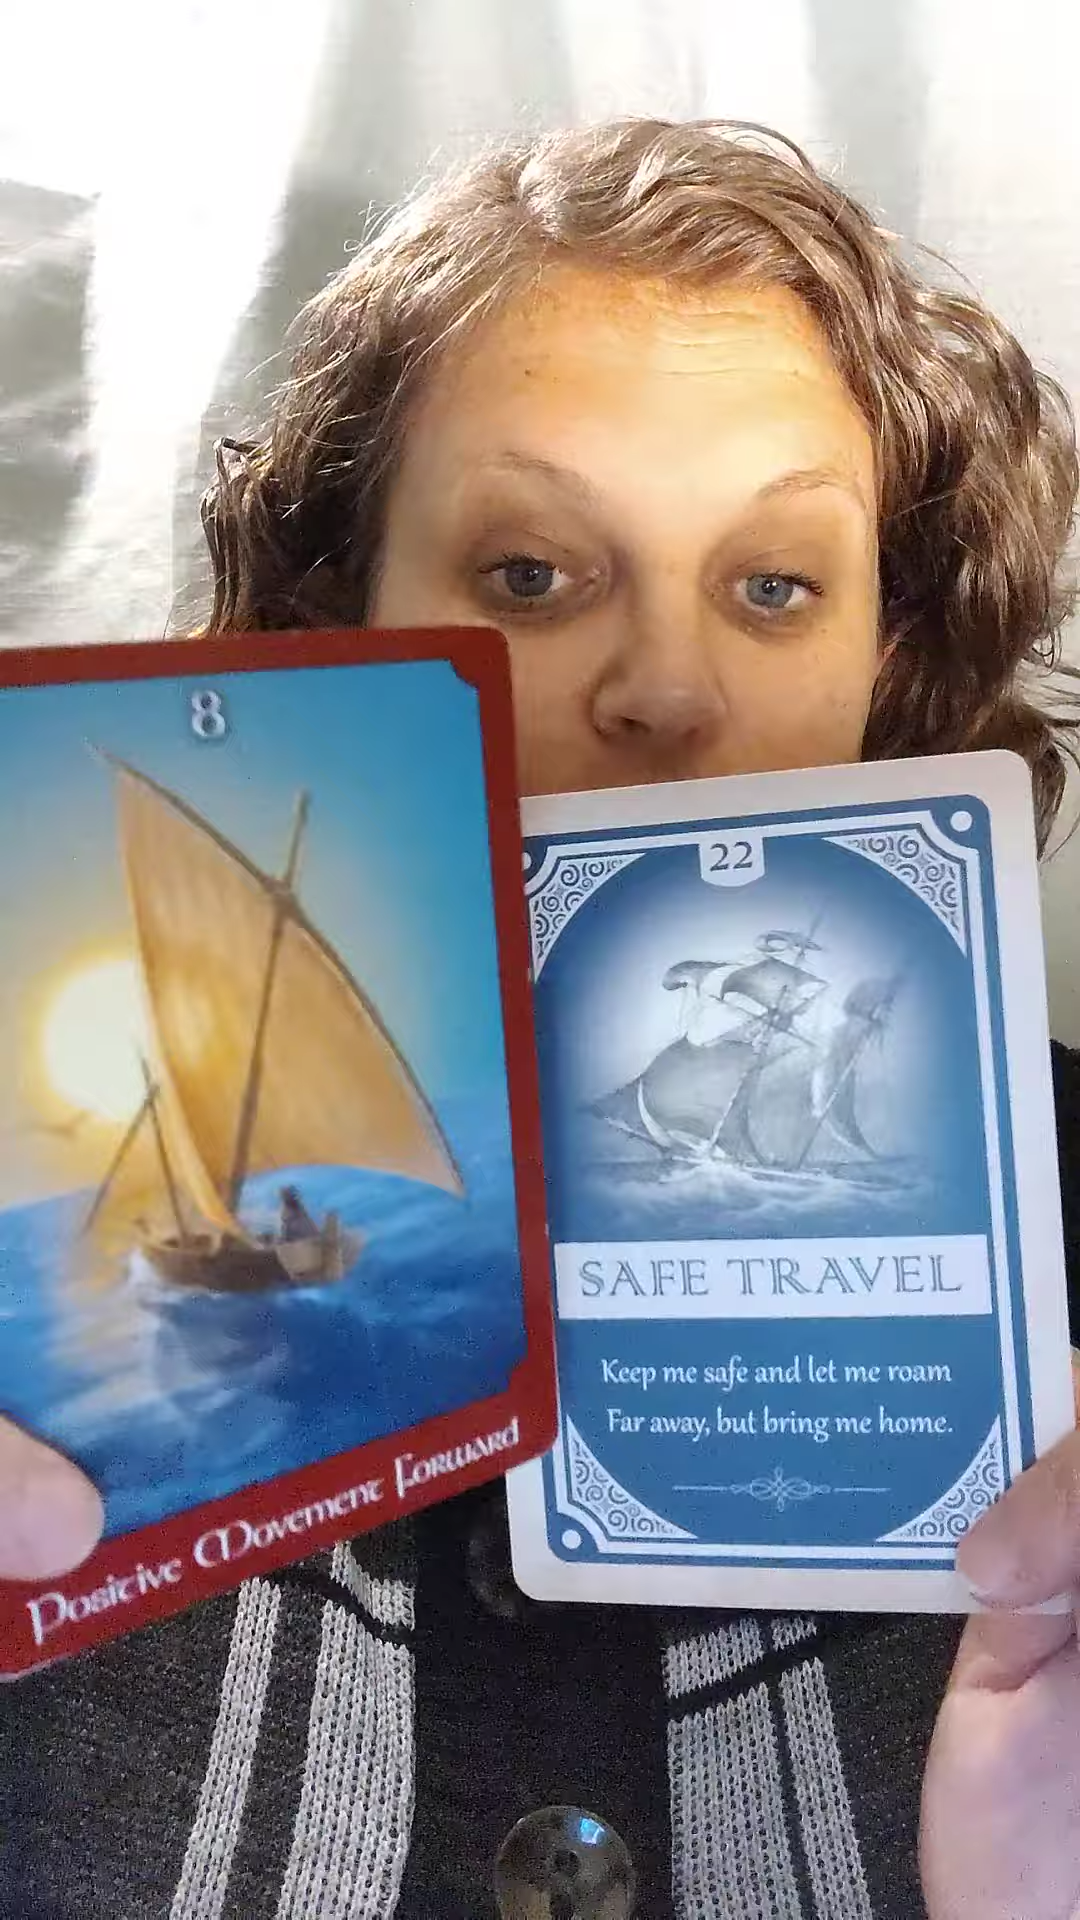 8
Positive Movement Forward
22
SAFE TRAVEL
Keep me safe and let me roam
Far away, but bring me home.